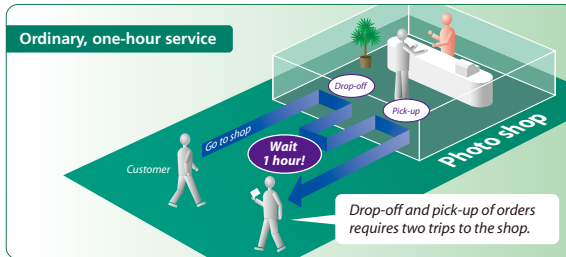 Ordinary, one-hour service
Drop-off
Pick-up
Go to shop
Wait
1 hour!
Photo shop
Customer
Drop-off and pick-up of orders
requires two trips to the shop.